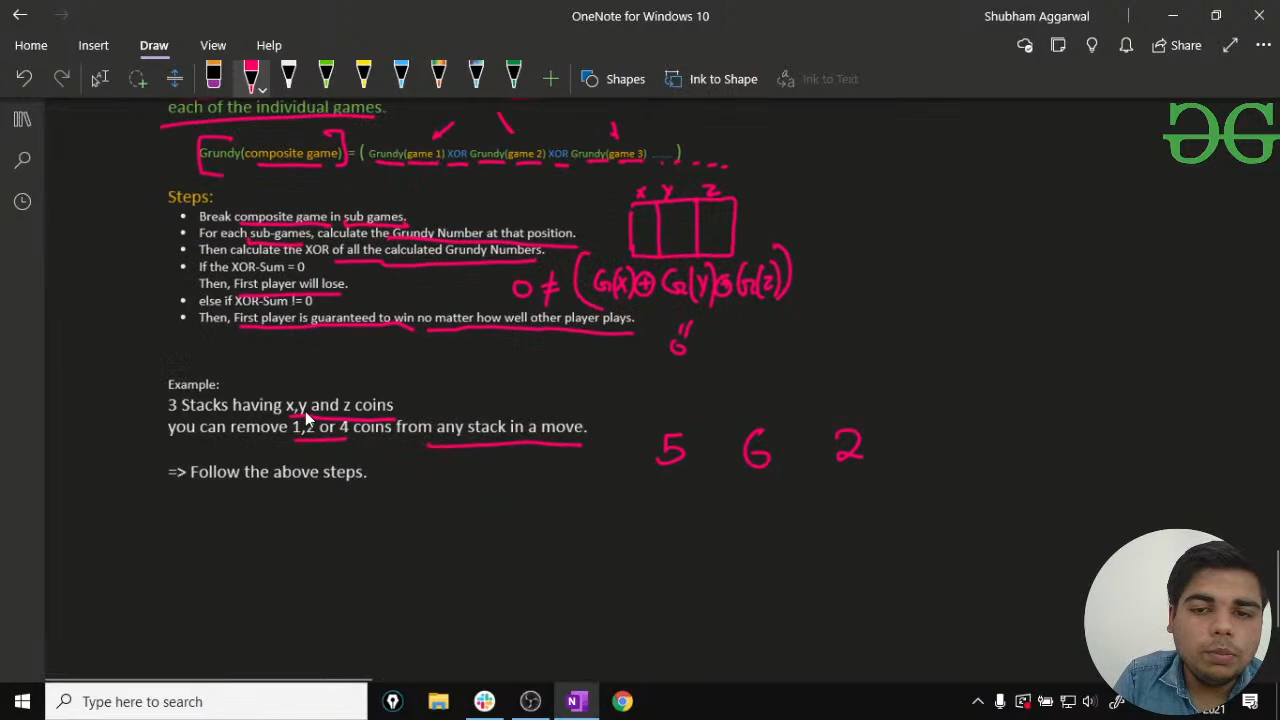 OneNote for Windows 10
Shubham Aggarwal
Home Insert Draw View Help
Share
Shapes Ink to Shape Ink to Text
each of the individual games.
Grundy(composite game) = ( Grundy(game 1) XOR Grundy(game 2) XOR Grundy(game 3) ...... )
Steps:
x y z
• Break composite game in sub games.
• For each sub-games, calculate the Grundy Number at that position.
• Then calculate the XOR of all the calculated Grundy Numbers.
• If the XOR-Sum = 0
Then, First player will lose.
0 ≠ (G(x) ⊕ G(y) ⊕ G(z))
• else if XOR-Sum != 0
• Then, First player is guaranteed to win no matter how well other player plays.
Example:
3 Stacks having x,y and z coins
you can remove 1,2 or 4 coins from any stack in a move.
5 6 2
=> Follow the above steps.
Type here to search